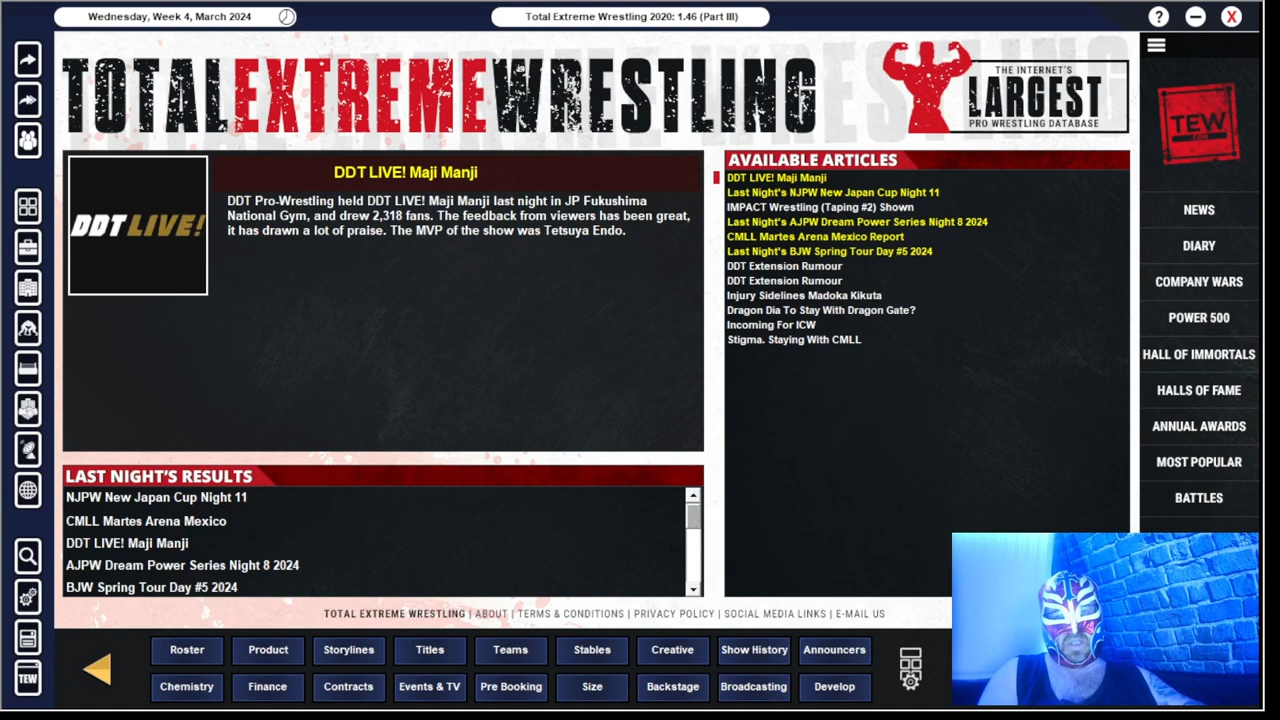 Wednesday, Week 4, March 2024
Total Extreme Wrestling 2020: 1.46 (Part III)
?
X
TOTALEXTREMEWRESTLING
THE INTERNET'S
LARGEST
PRO WRESTLING DATABASE
TEW
.COM
DDT LIVE!
DDT LIVE! Maji Manji
DDT Pro-Wrestling held DDT LIVE! Maji Manji last night in JP Fukushima
National Gym, and drew 2,318 fans. The feedback from viewers has been great,
it has drawn a lot of praise. The MVP of the show was Tetsuya Endo.
AVAILABLE ARTICLES
DDT LIVE! Maji Manji
Last Night's NJPW New Japan Cup Night 11
IMPACT Wrestling (Taping #2) Shown
Last Night's AJPW Dream Power Series Night 8 2024
CMLL Martes Arena Mexico Report
Last Night's BJW Spring Tour Day #5 2024
DDT Extension Rumour
DDT Extension Rumour
Injury Sidelines Madoka Kikuta
Dragon Dia To Stay With Dragon Gate?
Incoming For ICW
Stigma. Staying With CMLL
NEWS
DIARY
COMPANY WARS
POWER 500
HALL OF IMMORTALS
HALLS OF FAME
ANNUAL AWARDS
MOST POPULAR
BATTLES
LAST NIGHT'S RESULTS
NJPW New Japan Cup Night 11
CMLL Martes Arena Mexico
DDT LIVE! Maji Manji
AJPW Dream Power Series Night 8 2024
BJW Spring Tour Day #5 2024
TOTAL EXTREME WRESTLING | ABOUT | TERMS & CONDITIONS | PRIVACY POLICY | SOCIAL MEDIA LINKS | E-MAIL US
TEW
Roster
Product
Storylines
Titles
Teams
Stables
Creative
Show History
Announcers
Chemistry
Finance
Contracts
Events & TV
Pre Booking
Size
Backstage
Broadcasting
Develop